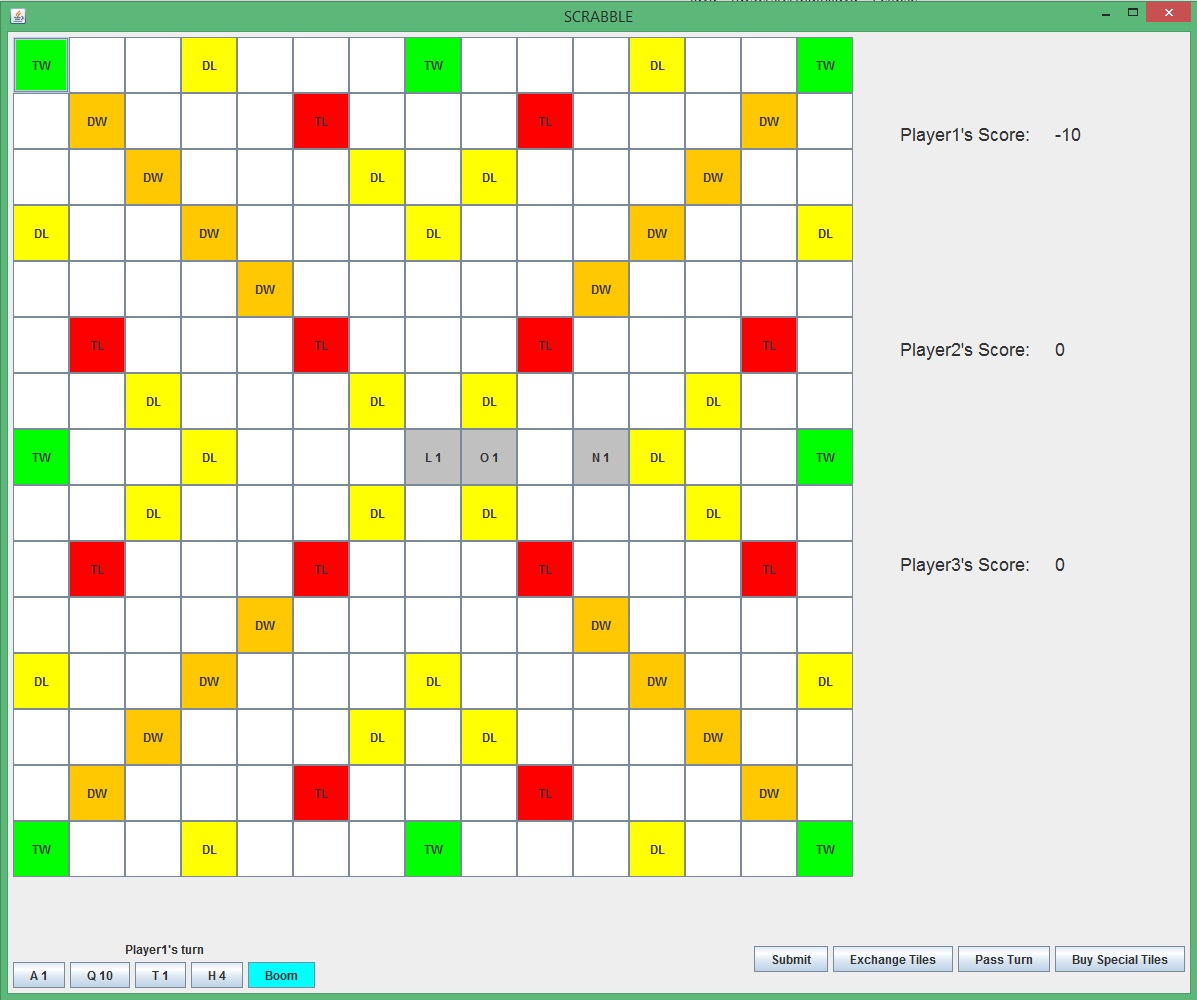 SCRABBLE
TW DL TW DL TW
DW TL TL DW
Player1's Score: -10
DW DL DL DW
DL DW DL DW DL
DW DW
TL TL TL TL
Player2's Score: 0
DL DL DL DL
TW DL L 1 O 1 N 1 DL TW
DL DL DL DL
TL TL TL TL
Player3's Score: 0
DW DW
DL DW DL DW DL
DW DL DL DW
DW TL TL DW
TW DL TW DL TW
Player1's turn
A 1 Q 10 T 1 H 4 Boom
Submit Exchange Tiles Pass Turn Buy Special Tiles